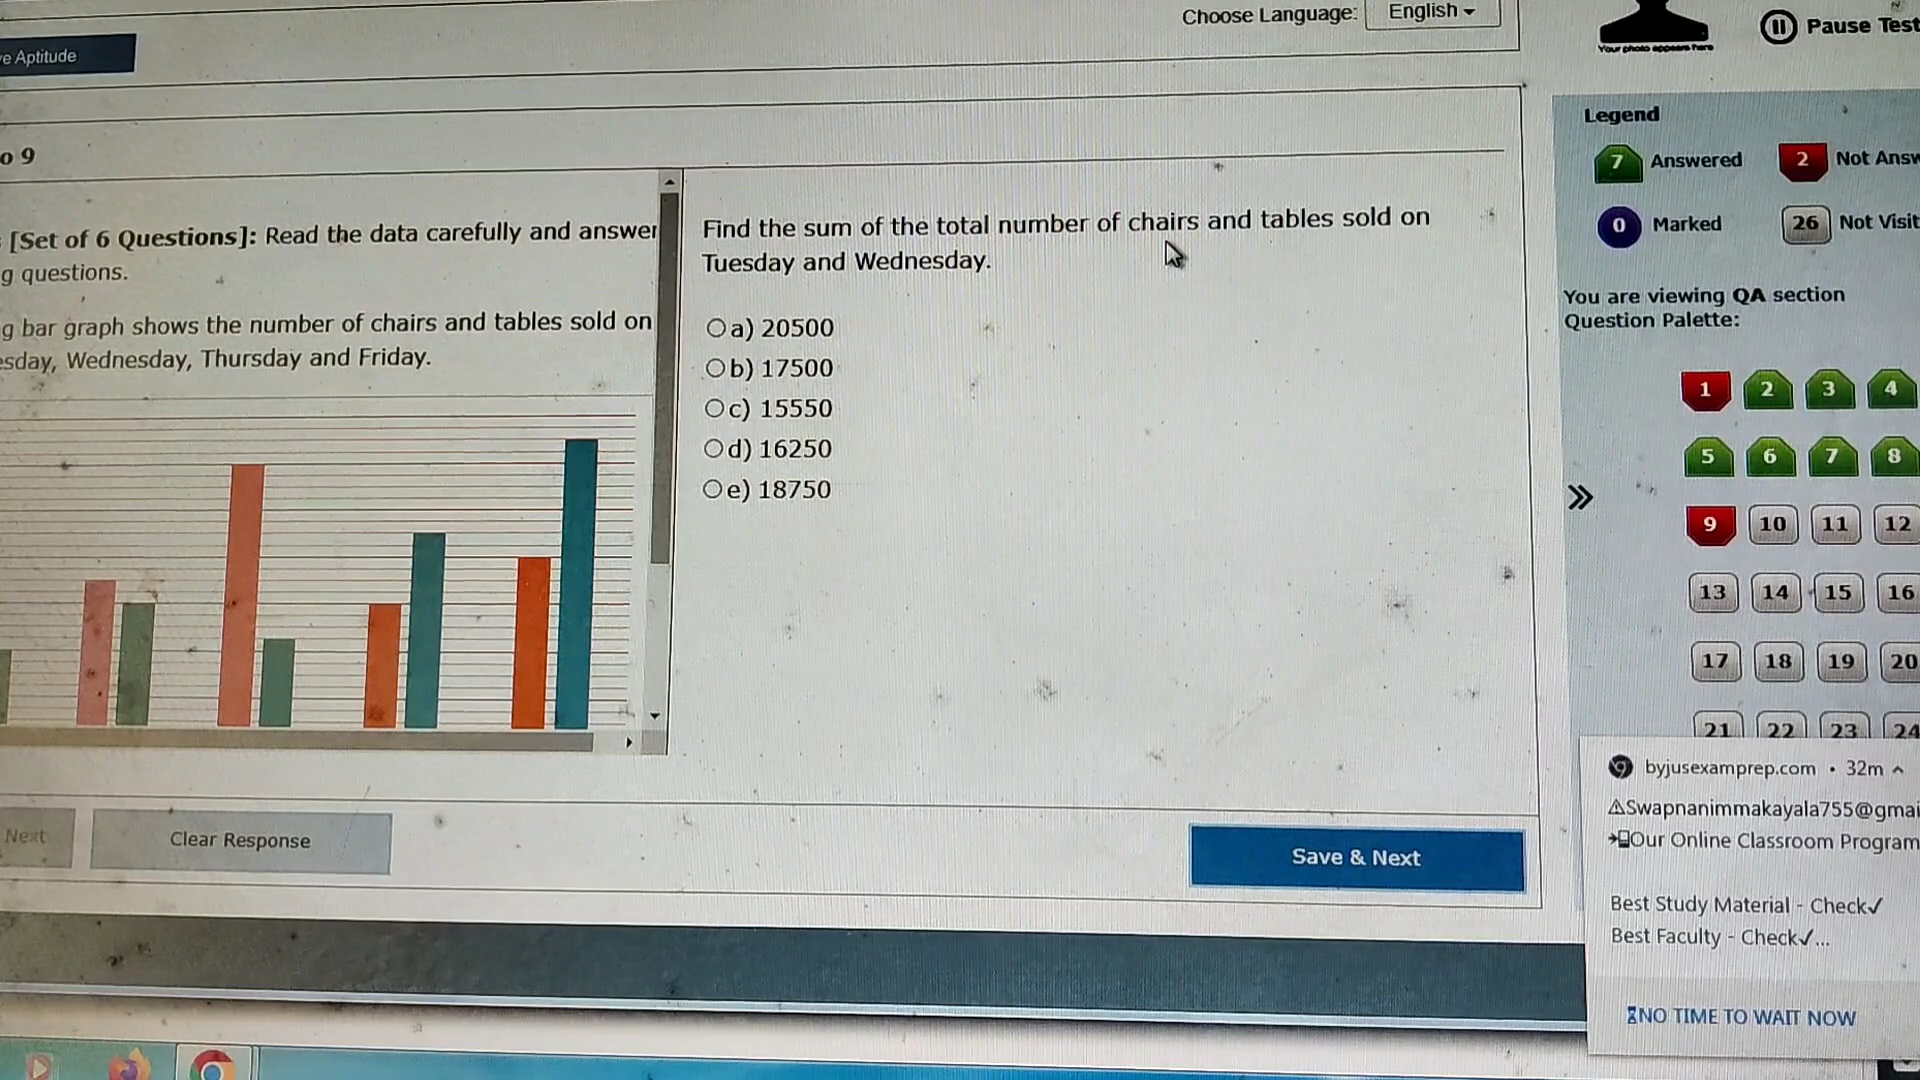 Choose Language: English
Your photo appears here
Pause Test
e Aptitude
o 9
[Set of 6 Questions]: Read the data carefully and answer
g questions.
g bar graph shows the number of chairs and tables sold on
esday, Wednesday, Thursday and Friday.
Find the sum of the total number of chairs and tables sold on
Tuesday and Wednesday.
a) 20500
b) 17500
c) 15550
d) 16250
e) 18750
Next
Clear Response
Save & Next
Legend
7 Answered
2 Not Answ
0 Marked
26 Not Visit
You are viewing QA section
Question Palette:
1 2 3 4
5 6 7 8
9 10 11 12
13 14 15 16
17 18 19 20
21 22 23 24
byjusexamprep.com • 32m
⚠Swapnanimmakayala755@gmai
Our Online Classroom Program
Best Study Material - Check✓
Best Faculty - Check✓...
NO TIME TO WAIT NOW